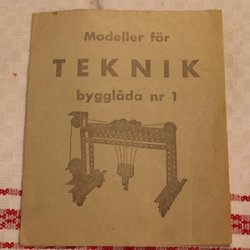 Modeller för
TEKNIK
bygglåda nr 1